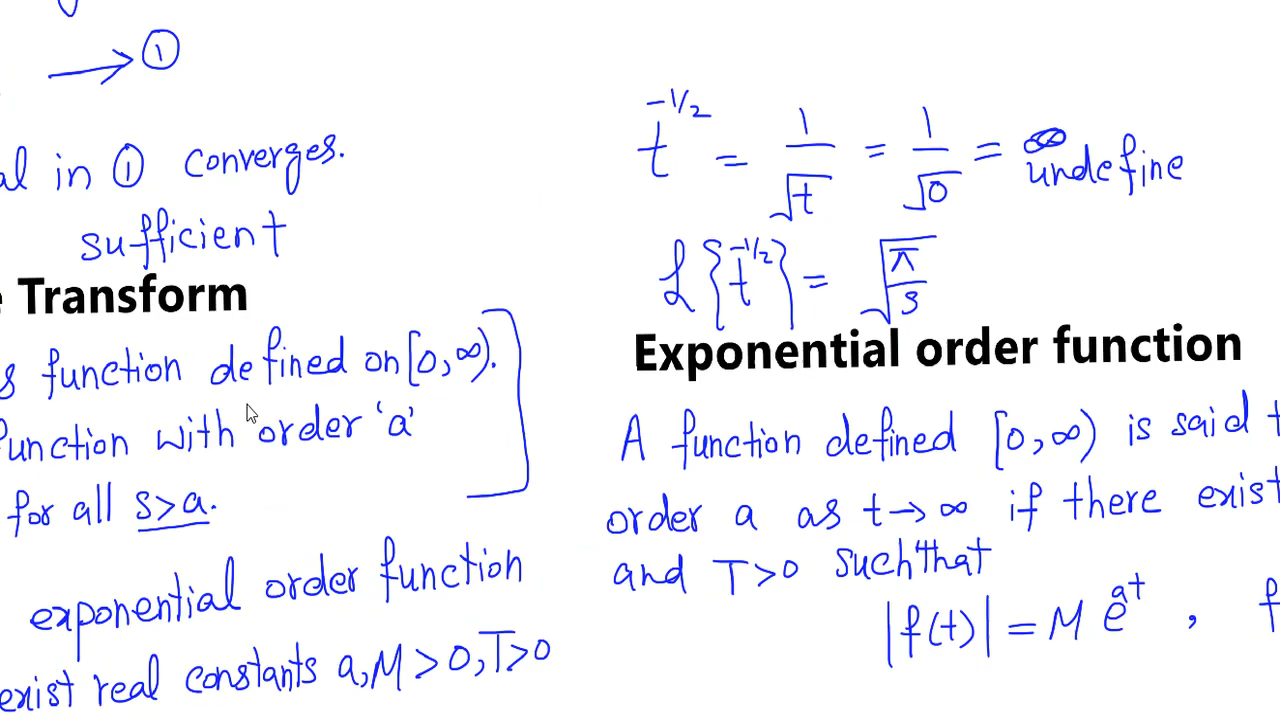 → ①
al in ① converges.
sufficient
e Transform
s function defined on [0, ∞).
function with order 'a'
for all s>a.
exponential order function
exist real constants a, M > 0, T>0
t^{-1/2} = 1/√t = 1/√0 = undefine
ℒ{t^{-1/2}} = √(π/s)
Exponential order function
A function defined [0, ∞) is said t
order a as t → ∞ if there exist
and T>0 such that
|f(t)| = M e^{at} , f